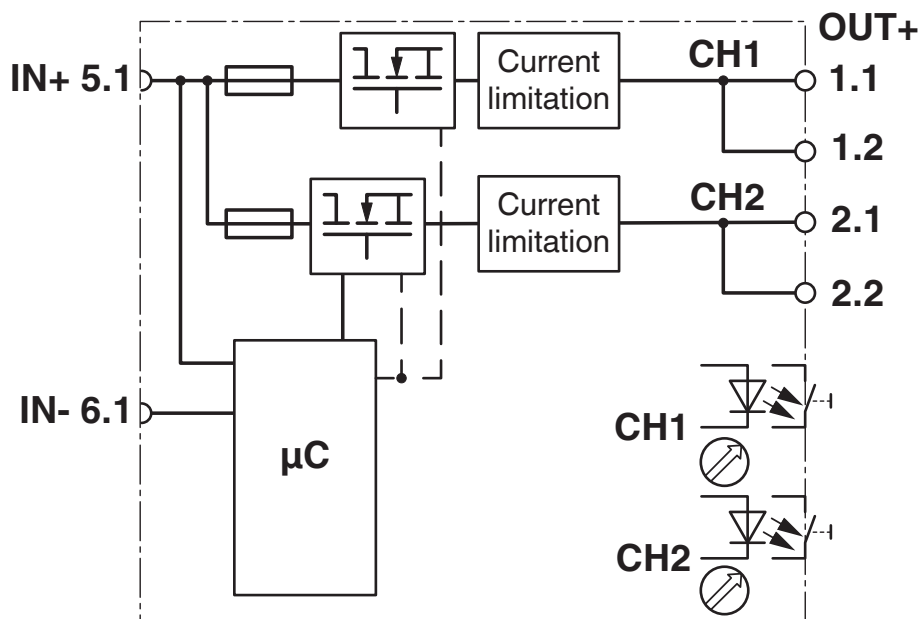 OUT+
IN+ 5.1
Current
limitation
CH1
1.1
1.2
Current
limitation
CH2
2.1
2.2
IN- 6.1
µC
CH1
CH2